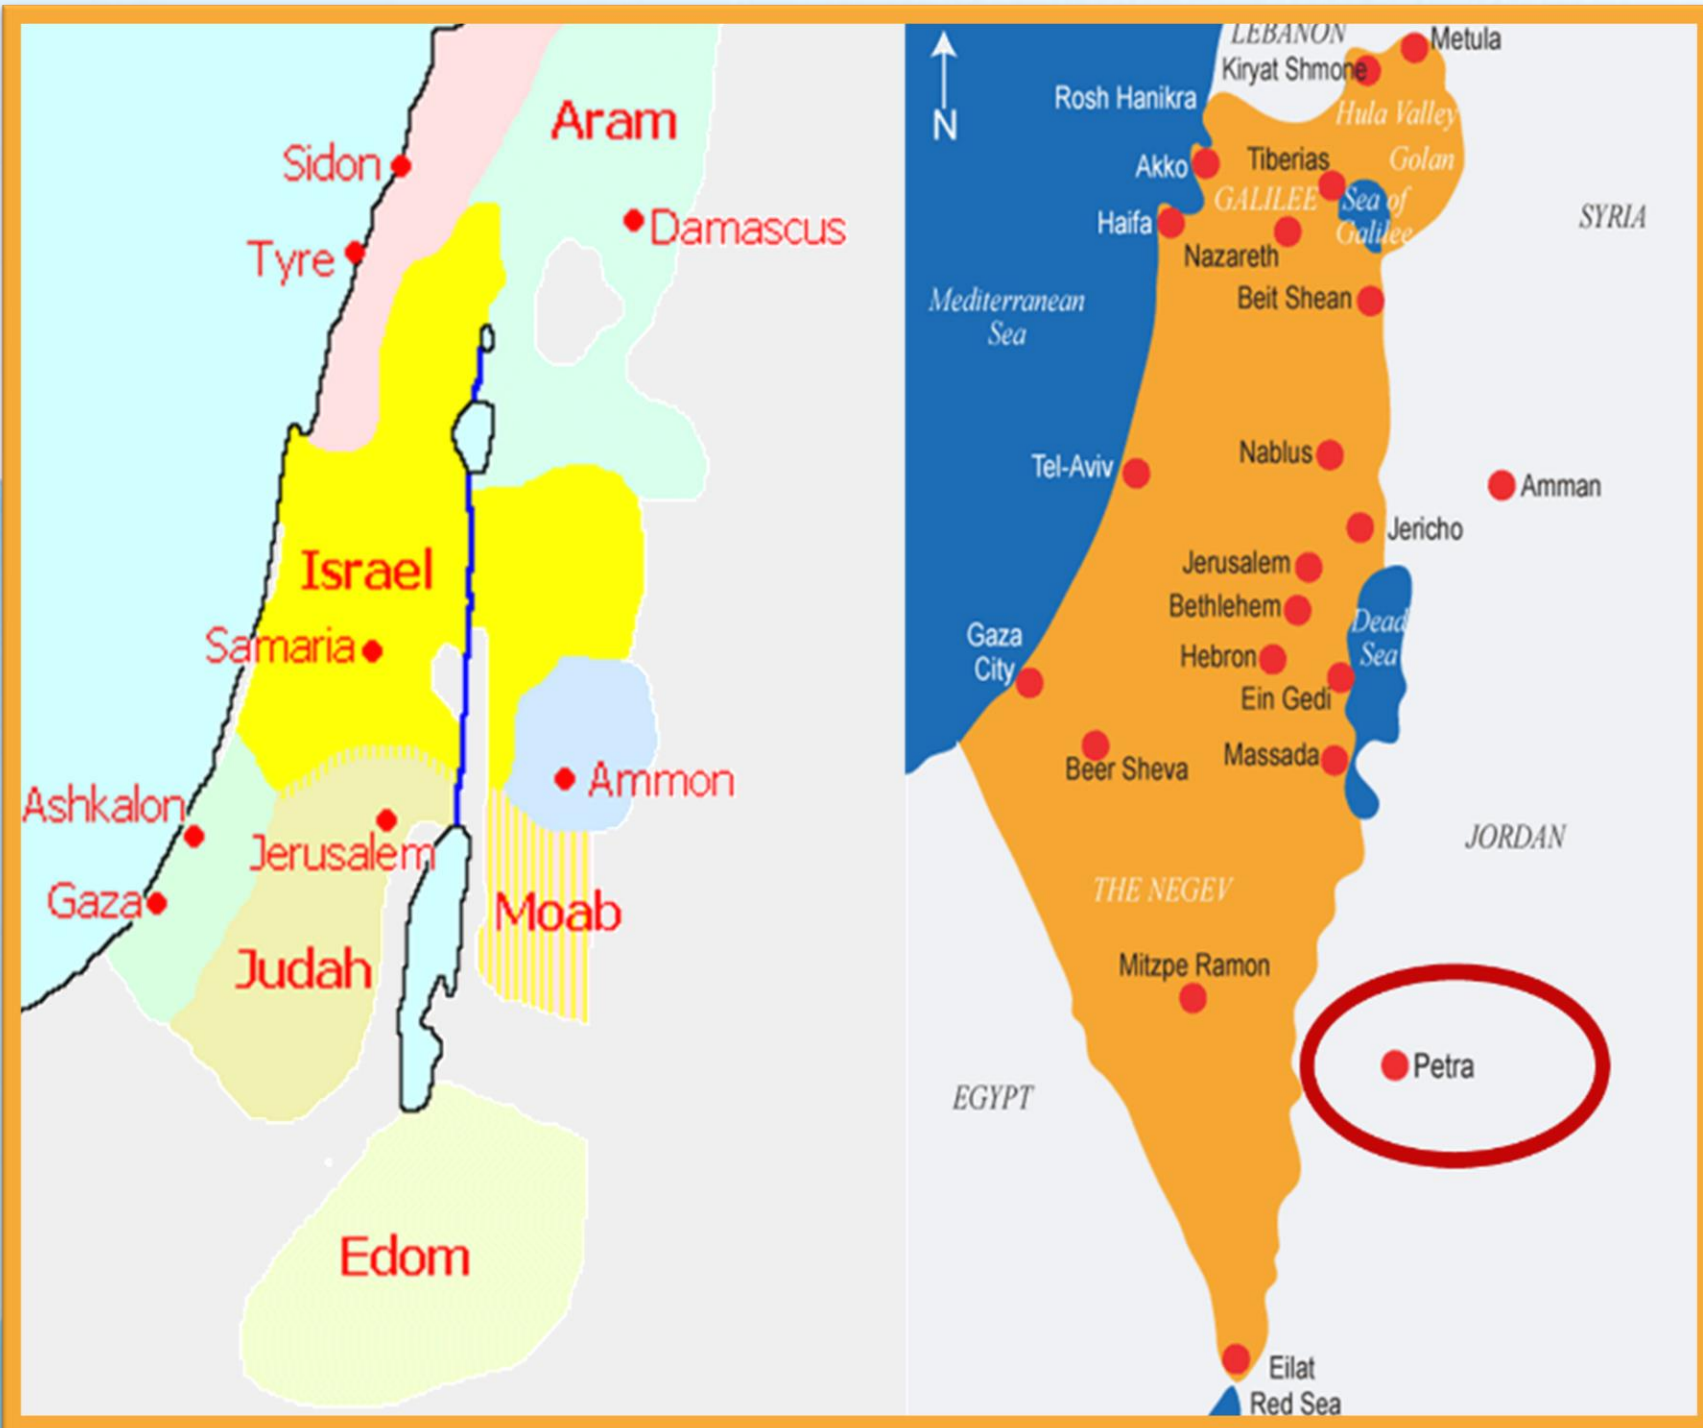 Aram
Sidon
Damascus
Tyre
Israel
Samaria
Ammon
Ashkalon
Jerusalem
Gaza
Moab
Judah
Edom
LEBANON
Metula
Kiryat Shmone
Rosh Hanikra
Hula Valley
N
Akko
Tiberias
Golan
GALILEE
Sea of
Galilee
Haifa
SYRIA
Nazareth
Beit Shean
Mediterranean
Sea
Nablus
Tel-Aviv
Amman
Jericho
Jerusalem
Bethlehem
Dead
Sea
Gaza
City
Hebron
Ein Gedi
Massada
Beer Sheva
JORDAN
THE NEGEV
Mitzpe Ramon
Petra
EGYPT
Eilat
Red Sea